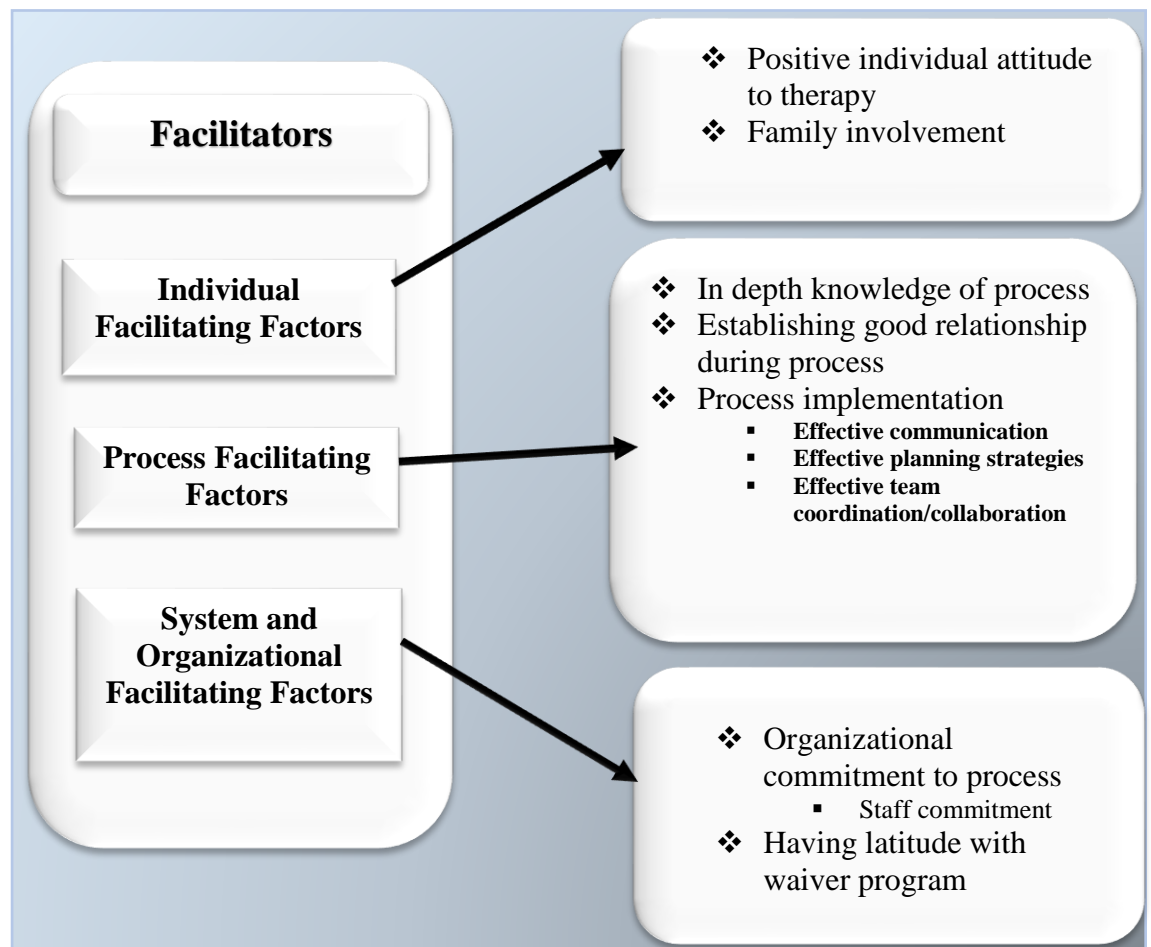 Facilitators
Individual
Facilitating Factors
Process Facilitating
Factors
System and
Organizational
Facilitating Factors
❖ Positive individual attitude
to therapy
❖ Family involvement
❖ In depth knowledge of process
❖ Establishing good relationship
during process
❖ Process implementation
▪ Effective communication
▪ Effective planning strategies
▪ Effective team
coordination/collaboration
❖ Organizational
commitment to process
▪ Staff commitment
❖ Having latitude with
waiver program